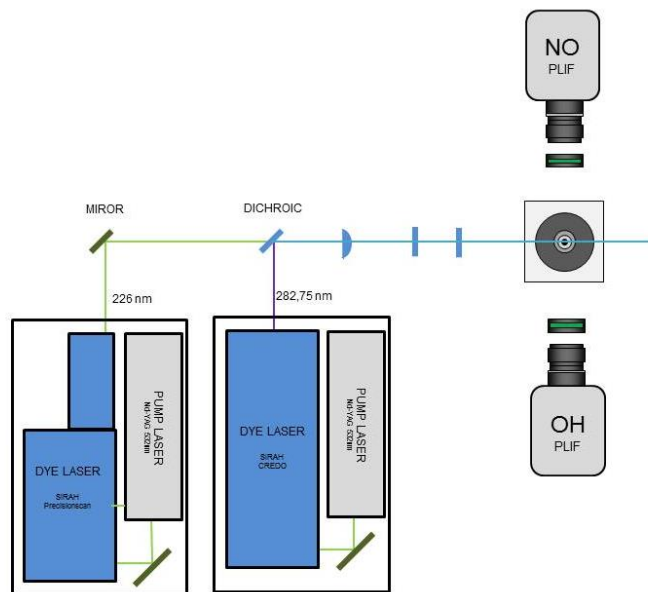 NO
PLIF
MIROR
DICHROIC
226 nm
282,75 nm
PUMP LASER
Nd-YAG 532nm
DYE LASER
SIRAH
Precisionscan
PUMP LASER
Nd-YAG 532nm
DYE LASER
SIRAH
CREDO
OH
PLIF